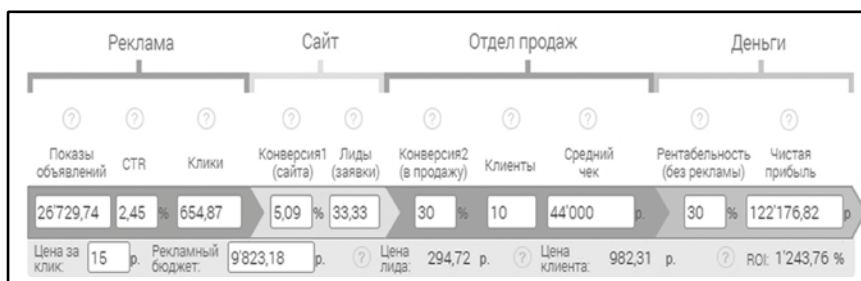 Реклама Сайт Отдел продаж Деньги
? ? ? ? ? ? ? ? ? ?
Показы объявлений CTR Клики Конверсия1 (сайта) Лиды (заявки) Конверсия2 (в продажу) Клиенты Средний чек Рентабельность (без рекламы) Чистая прибыль
26'729,74 2,45 % 654,87 5,09 % 33,33 30 % 10 44'000 р. 30 % 122'176,82 р
Цена за клик: 15 р. Рекламный бюджет: 9'823,18 р. ? Цена лида: 294,72 р. ? Цена клиента: 982,31 р. ? ROI: 1'243,76 %